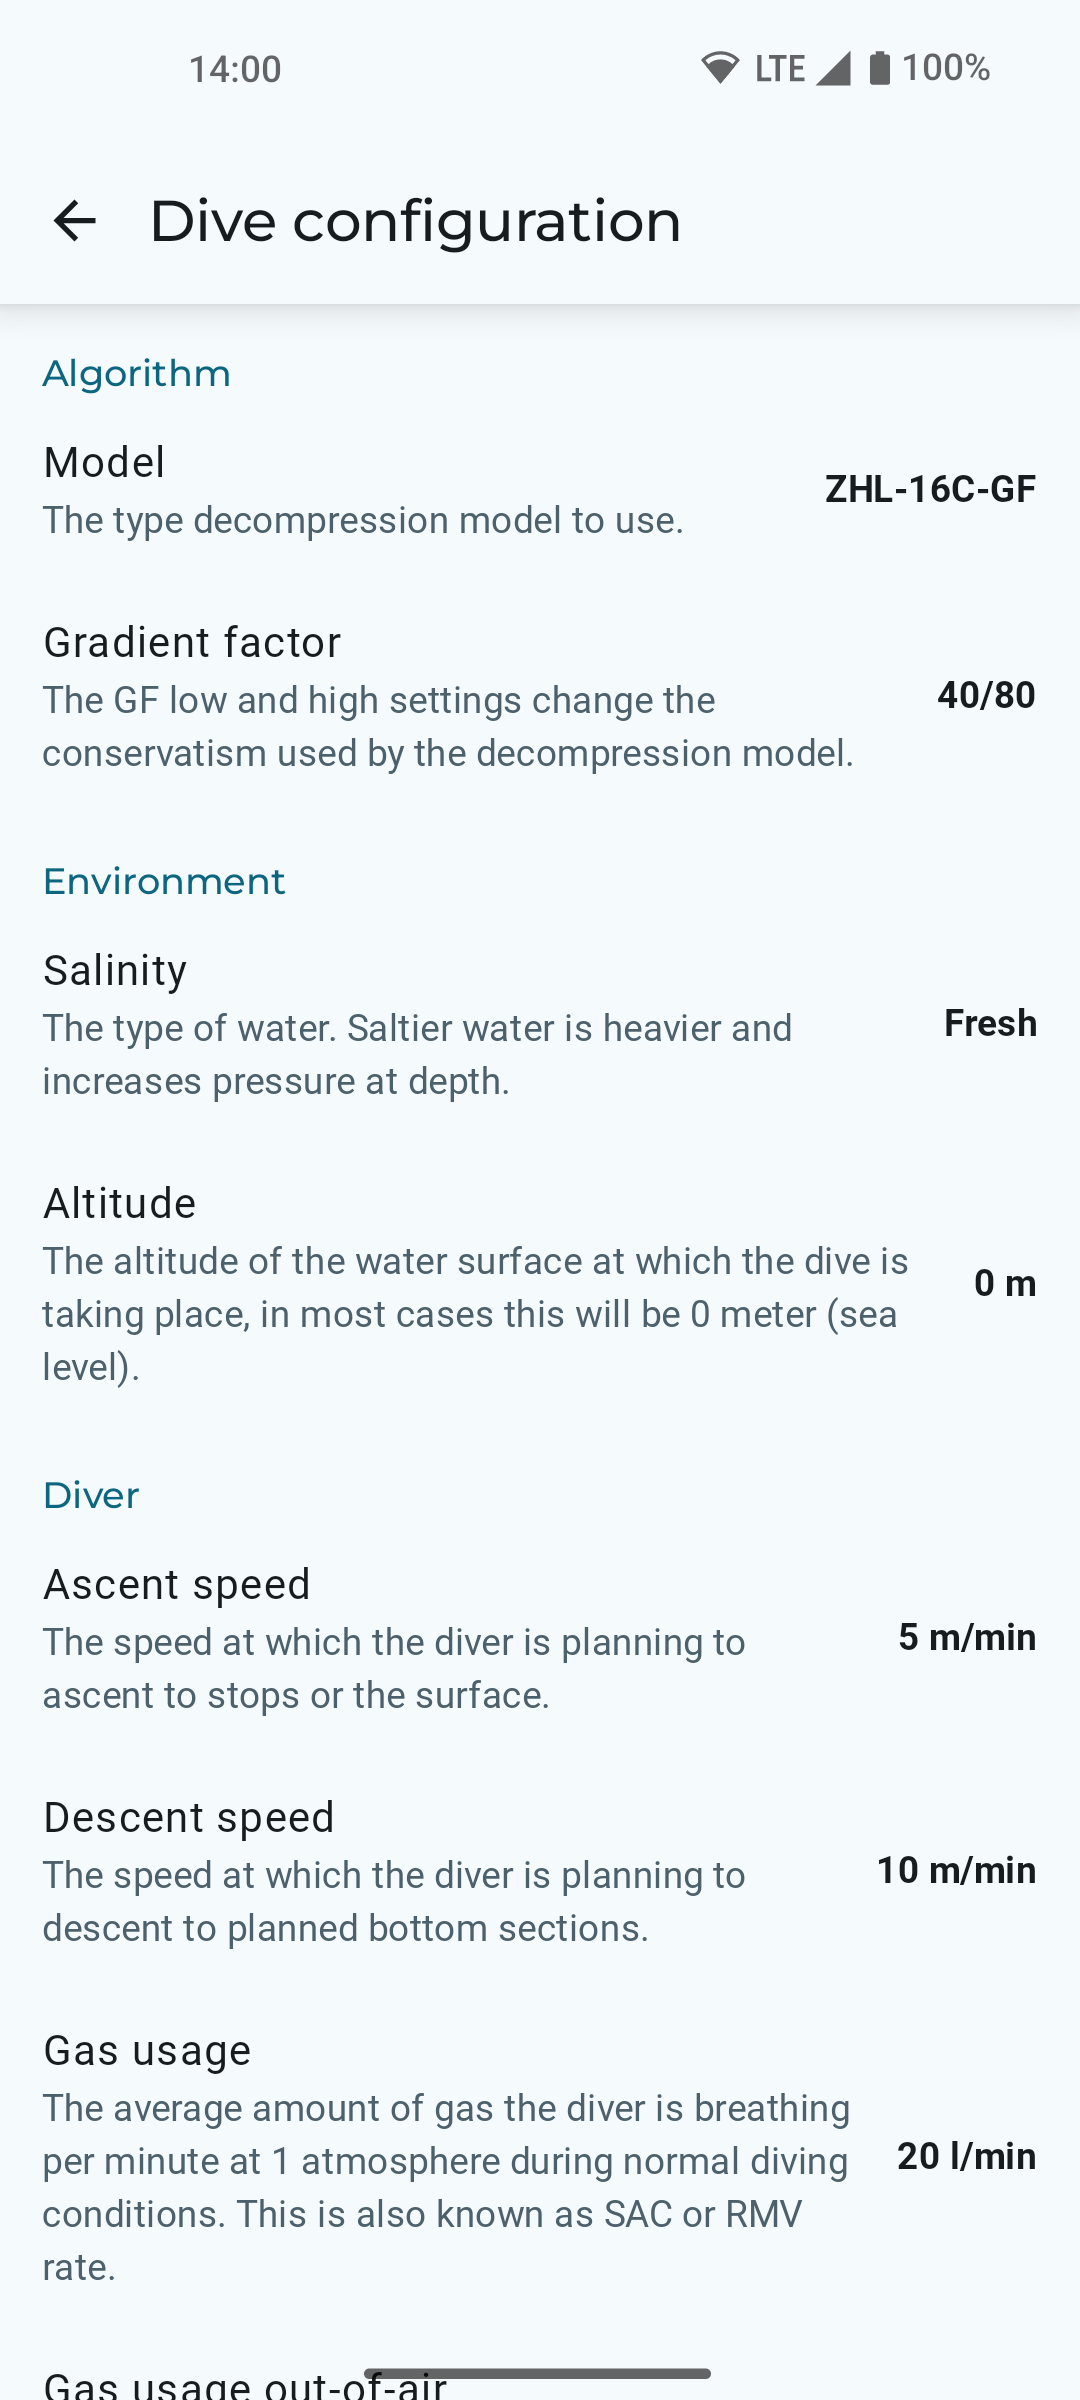 14:00
LTE 100%
Dive configuration
Algorithm
Model
The type decompression model to use.
ZHL-16C-GF
Gradient factor
The GF low and high settings change the
conservatism used by the decompression model.
40/80
Environment
Salinity
The type of water. Saltier water is heavier and
increases pressure at depth.
Fresh
Altitude
The altitude of the water surface at which the dive is
taking place, in most cases this will be 0 meter (sea
level).
0 m
Diver
Ascent speed
The speed at which the diver is planning to
ascent to stops or the surface.
5 m/min
Descent speed
The speed at which the diver is planning to
descent to planned bottom sections.
10 m/min
Gas usage
The average amount of gas the diver is breathing
per minute at 1 atmosphere during normal diving
conditions. This is also known as SAC or RMV
rate.
20 l/min
Gas usage out-of-air